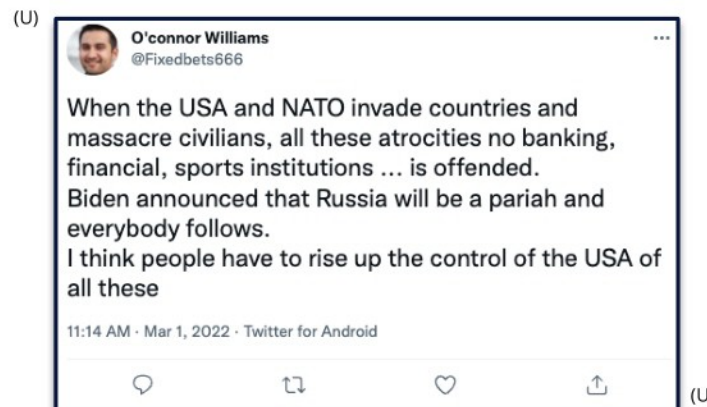 (U)
O'connor Williams
@Fixedbets666
When the USA and NATO invade countries and
massacre civilians, all these atrocities no banking,
financial, sports institutions ... is offended.
Biden announced that Russia will be a pariah and
everybody follows.
I think people have to rise up the control of the USA of
all these
11:14 AM · Mar 1, 2022 · Twitter for Android
(U